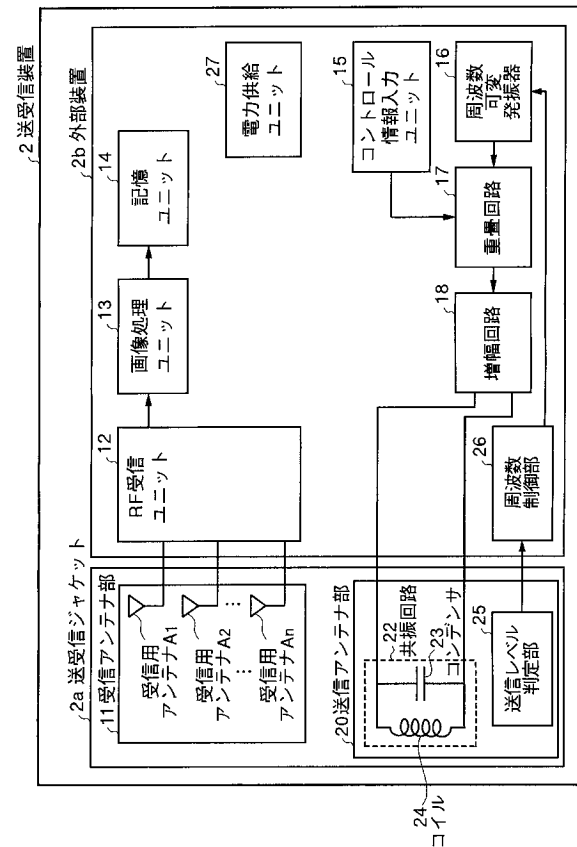 2 送受信装置
2a 送受信ジャケット
11 受信アンテナ部
受信用
アンテナA1
受信用
アンテナA2
⋮
受信用
アンテナAn
…
20 送信アンテナ部
22
共振回路
23
コンデンサ
24
コイル
25
送信レベル
判定部
2b 外部装置
12
RF受信
ユニット
13
画像処理
ユニット
14
記憶
ユニット
27
電力供給
ユニット
15
コントロール
情報入力
ユニット
16
周波数
可変
発振器
17
重畳回路
18
増幅回路
26
周波数
制御部